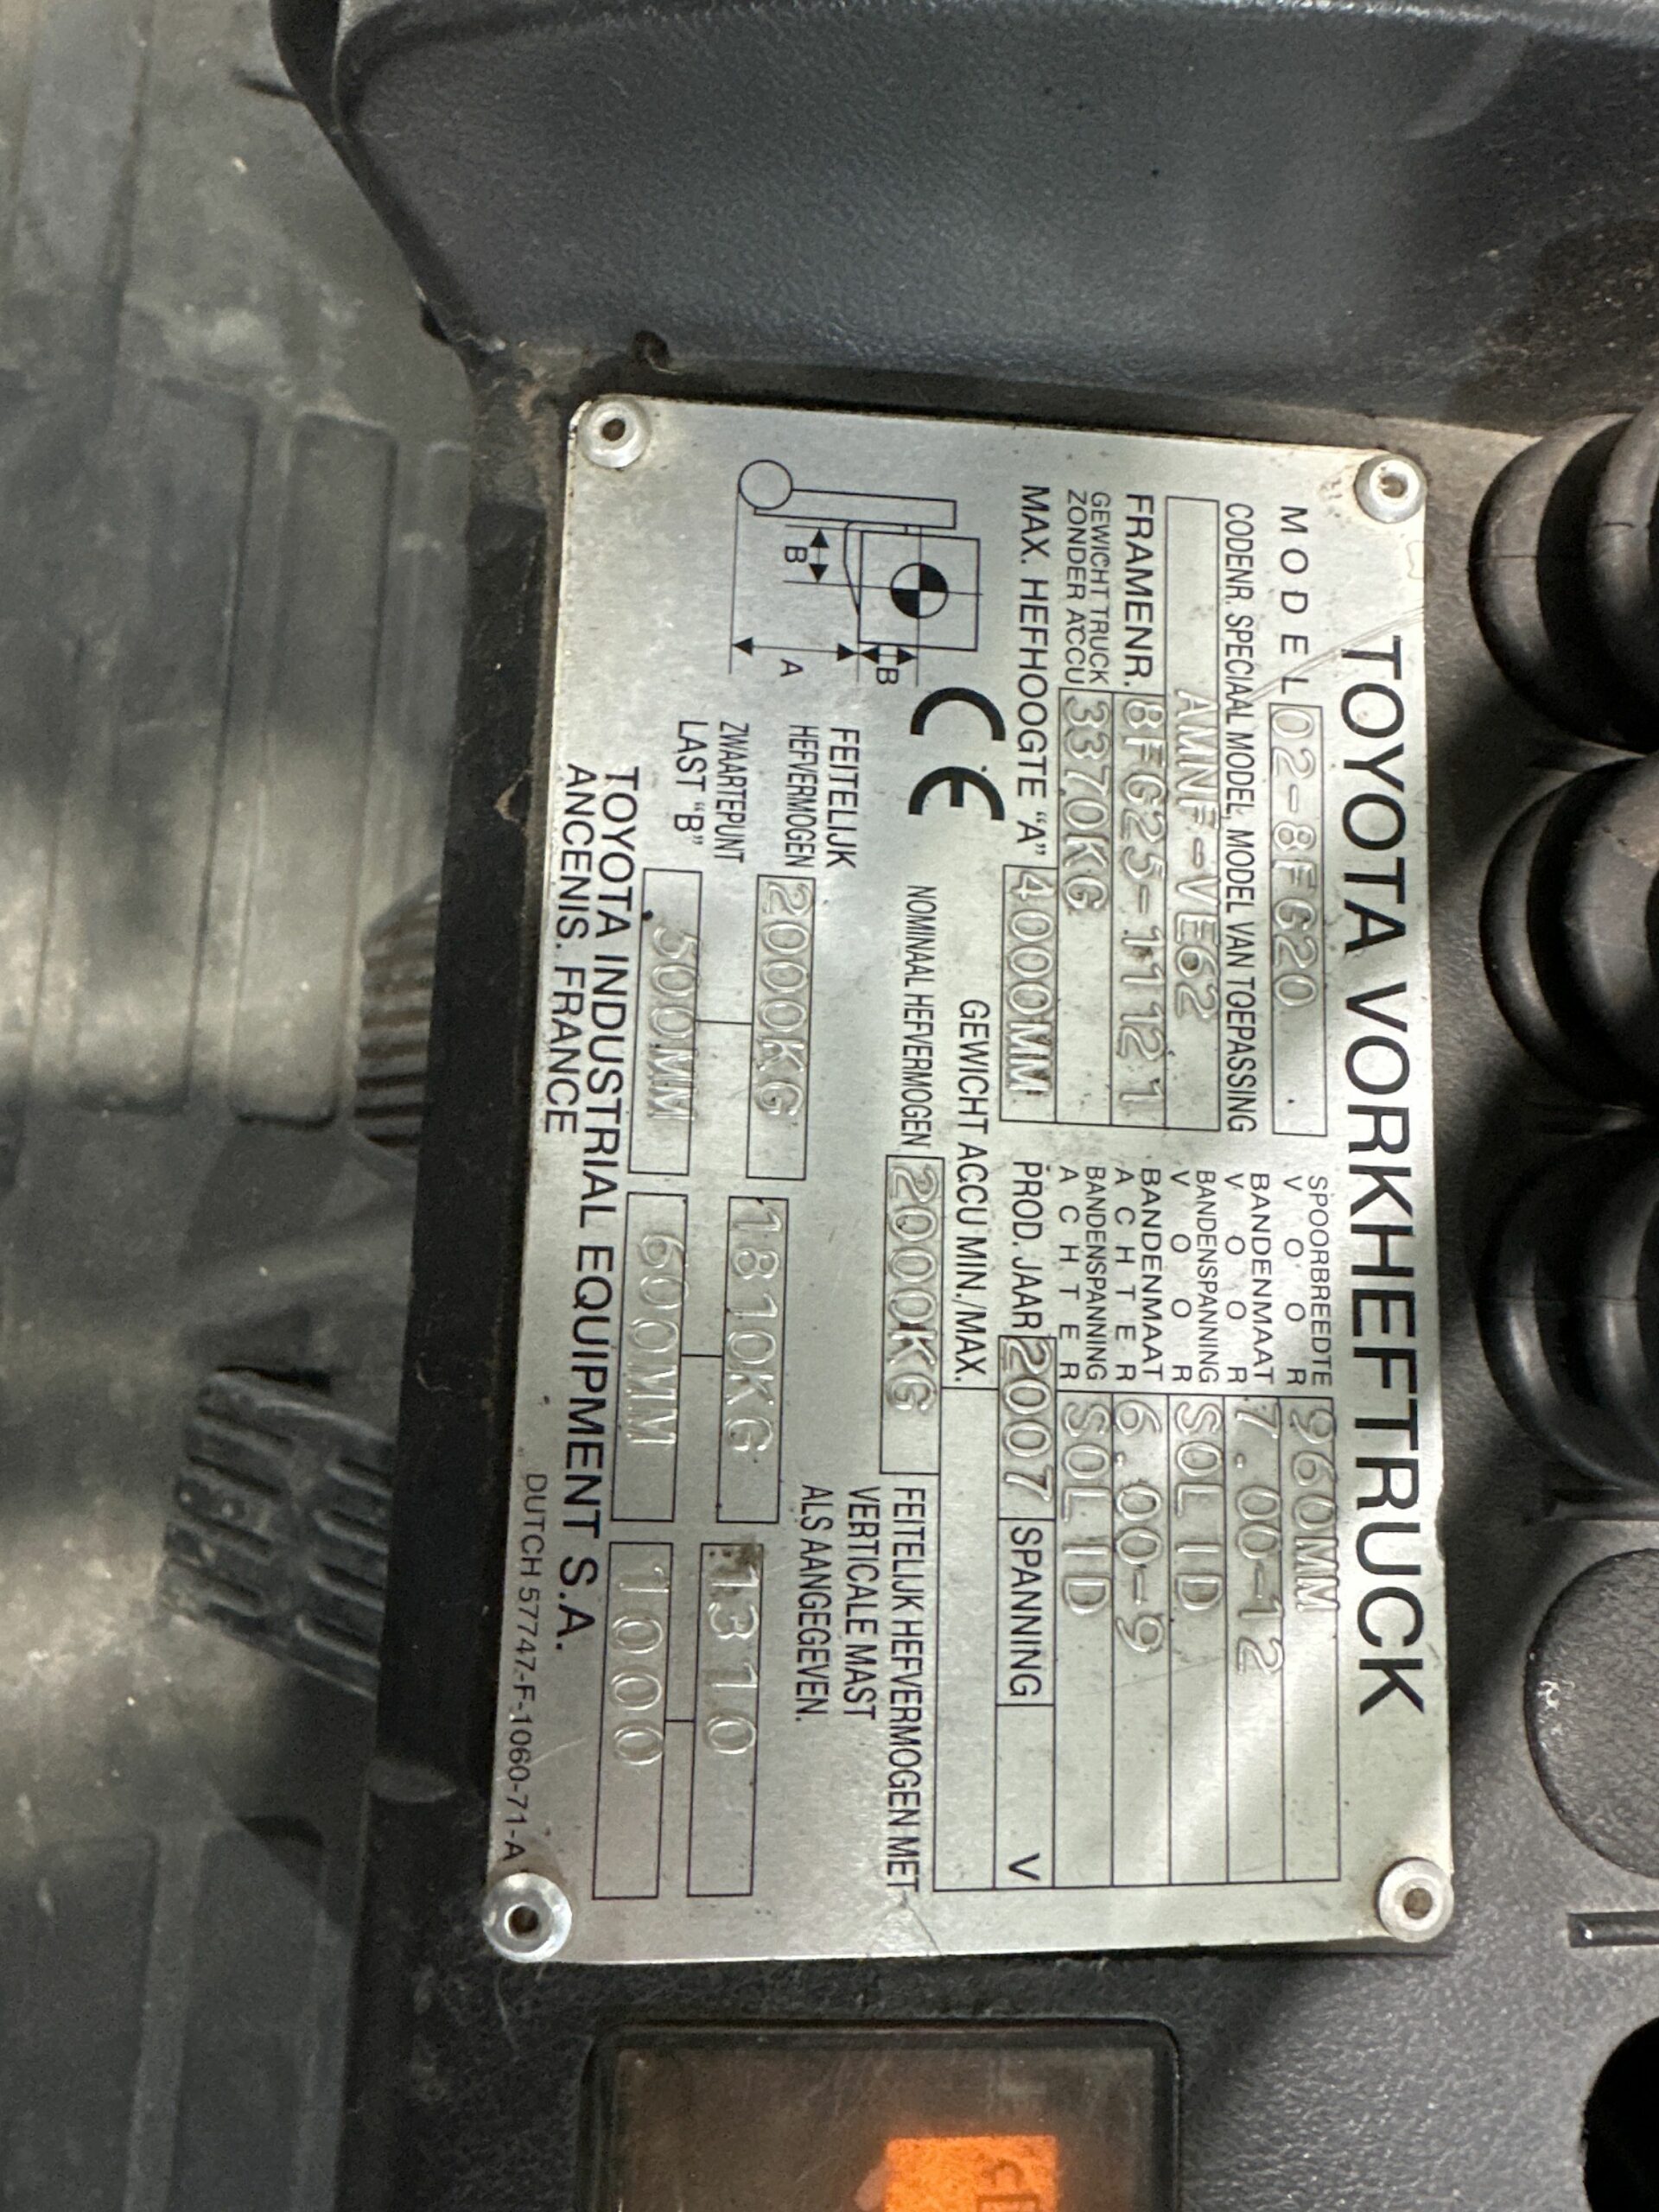 TOYOTA VORKHEFTRUCK
MODEL 02-8FG20
CODENR. SPECIAAL MODEL, MODEL VAN TOEPASSING
AMNF-VE62
FRAMENR. 8FG25-11121
GEWICHT TRUCK
ZONDER ACCU 3370KG
MAX. HEFHOOGTE "A" 4000MM
SPOORBREEDTE
VOOR 960MM
BANDENMAAT
VOOR 7.00-12
BANDENSPANNING
VOOR SOLID
BANDENMAAT
ACHTER 6.00-9
BANDENSPANNING
ACHTER SOLID
PROD. JAAR 2007 SPANNING V
GEWICHT ACCU MIN./MAX.
CE
NOMINAAL HEFVERMOGEN 2000KG
FEITELIJK HEFVERMOGEN MET
VERTICALE MAST
ALS AANGEGEVEN.
B
A
B
FEITELIJK
HEFVERMOGEN 2000KG 1810KG 1310
ZWAARTEPUNT
LAST "B" 500MM 600MM 1000
TOYOTA INDUSTRIAL EQUIPMENT S.A.
ANCENIS. FRANCE
DUTCH 57747-F-1060-71-A